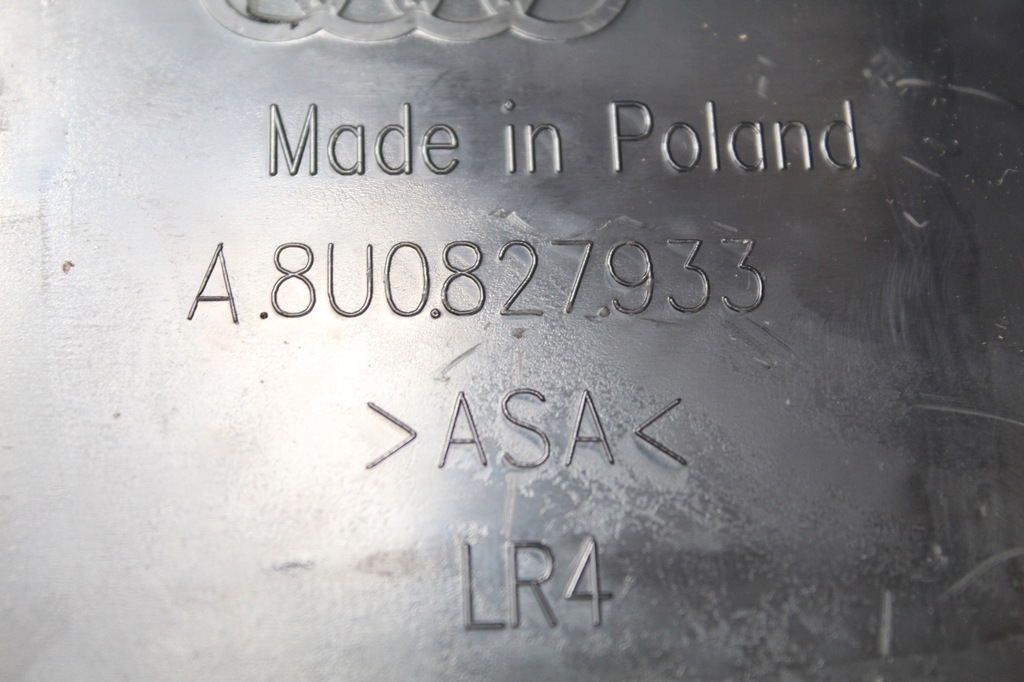 Made in Poland
A.8U0.827.933
>ASA<
LR4